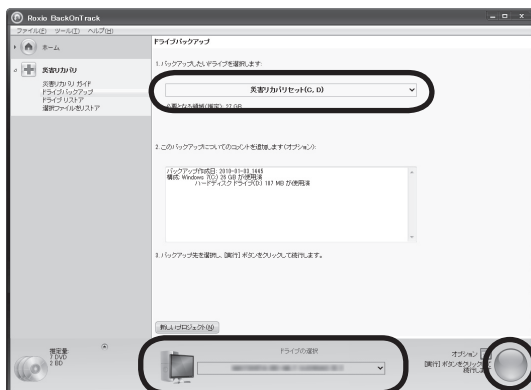 Roxio BackOnTrack
ファイル(F) ツール(T) ヘルプ(H)
ホーム
災害リカバリ
災害リカバリ ガイド
ドライブバックアップ
ドライブ リストア
選択ファイルをリストア
ドライブバックアップ
1. バックアップしたいドライブを選択します:
災害リカバリセット(C, D)
必要となる領域(推定): 27 GB
2. このバックアップについてのコメントを追加します(オプション):
バックアップ作成日: 2010-01-03_1445
構成: Windows 7(C:) 26 GB が使用済
ハードディスク ドライブ(D:) 187 MB が使用済
3. バックアップ先を選択し、[実行] ボタンをクリックして続行します。
新しいプロジェクト(N)
推定量:
7 DVD
2 BD
ドライブの選択
オプション
[実行] ボタンをクリックして
続行しま